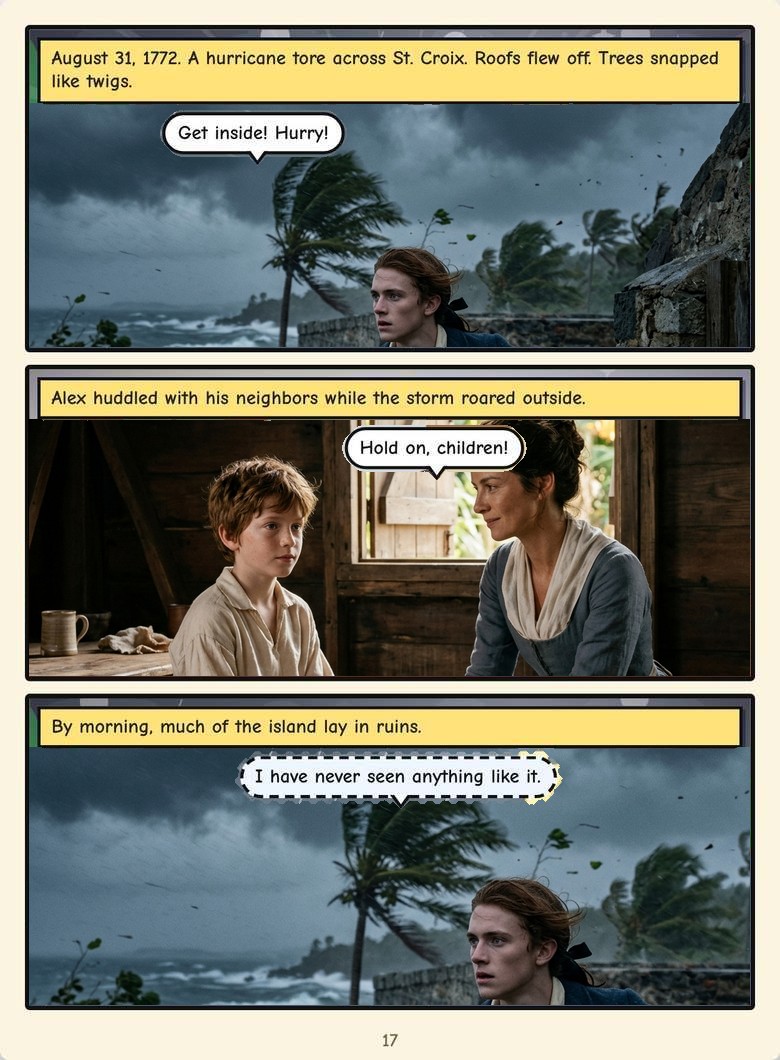 August 31, 1772. A hurricane tore across St. Croix. Roofs flew off. Trees snapped
like twigs.
Get inside! Hurry!
Alex huddled with his neighbors while the storm roared outside.
Hold on, children!
By morning, much of the island lay in ruins.
I have never seen anything like it.
17